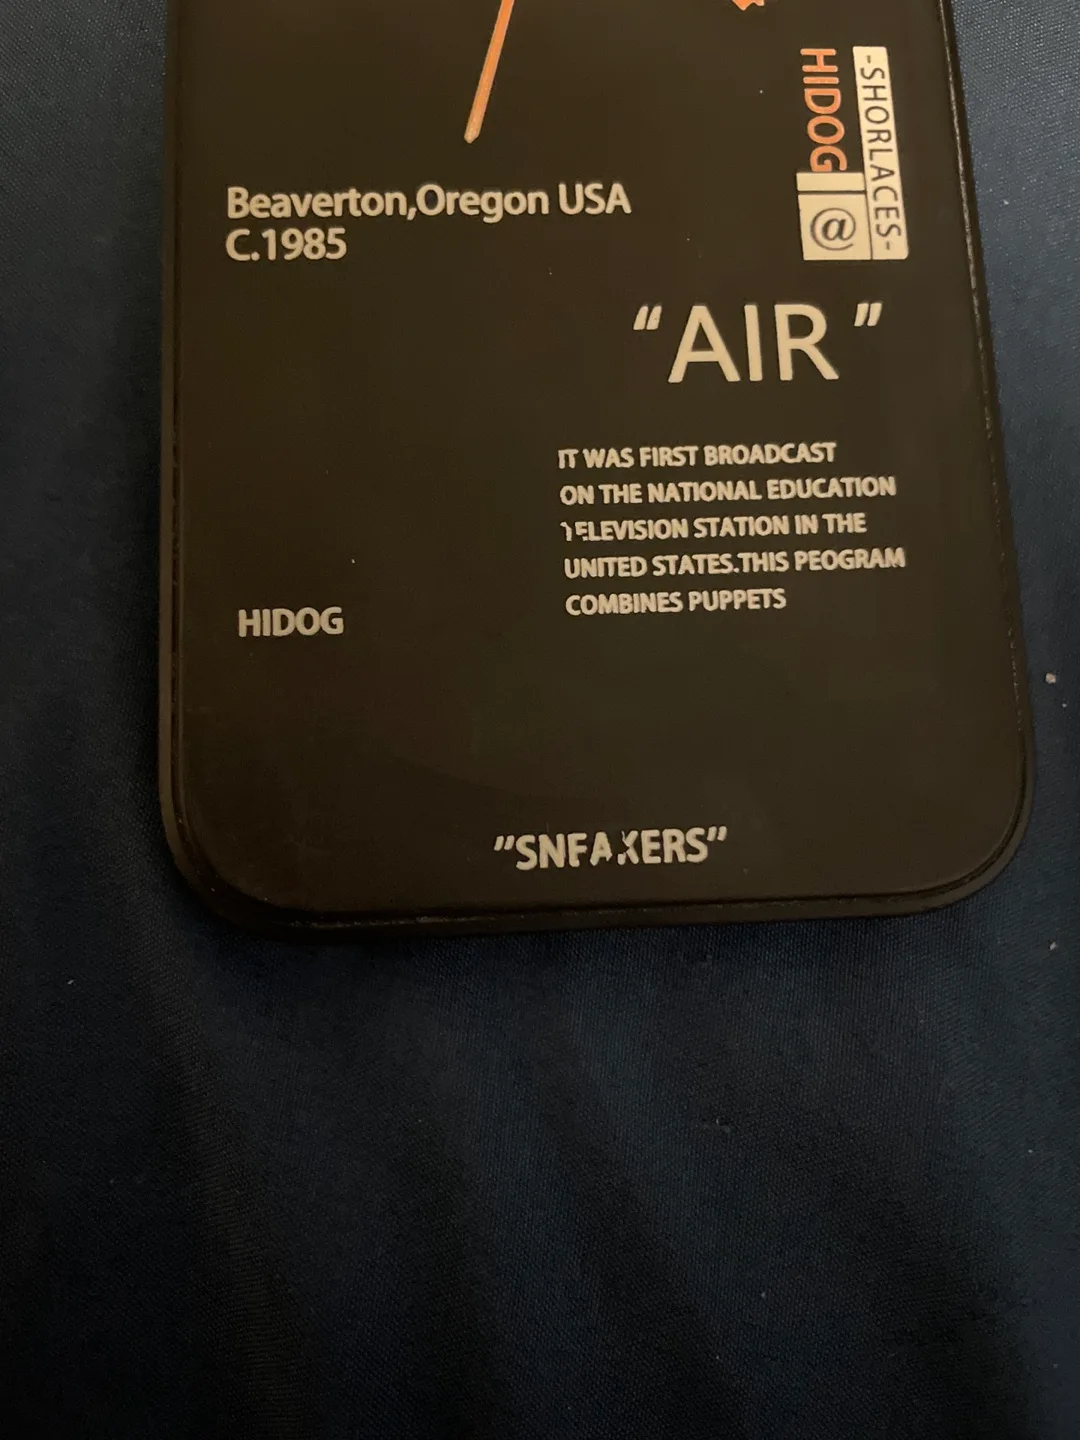 HIDOG
-SHORLACES-
@
Beaverton,Oregon USA
C.1985
“AIR”
IT WAS FIRST BROADCAST
ON THE NATIONAL EDUCATION
TELEVISION STATION IN THE
UNITED STATES.THIS PEOGRAM
COMBINES PUPPETS
HIDOG
"SNEAKERS"